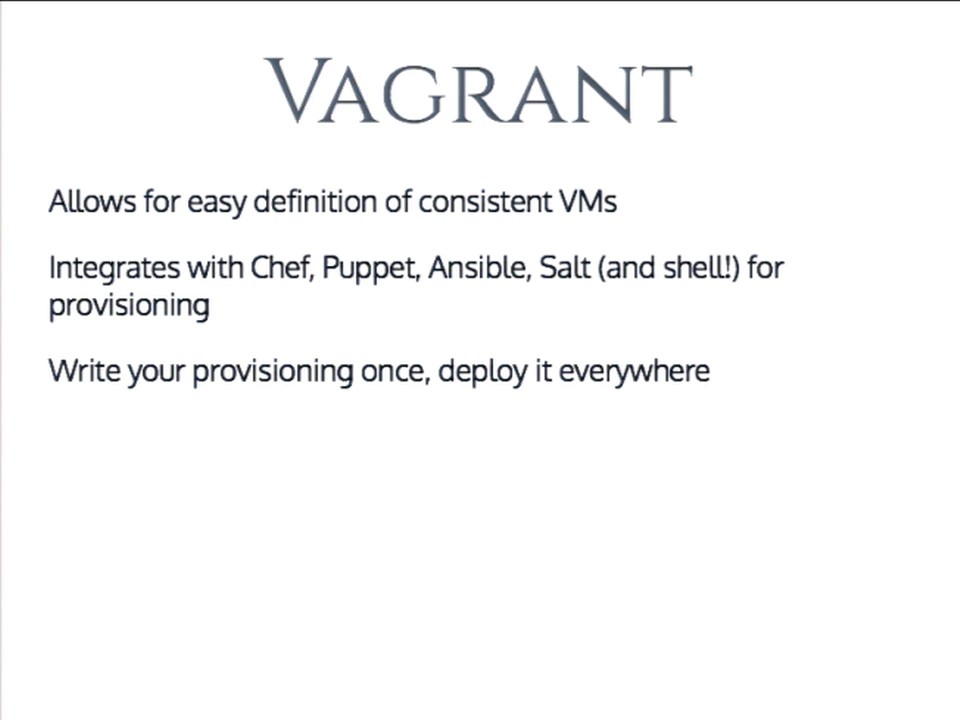 VAGRANT
Allows for easy definition of consistent VMs
Integrates with Chef, Puppet, Ansible, Salt (and shell!) for
provisioning
Write your provisioning once, deploy it everywhere